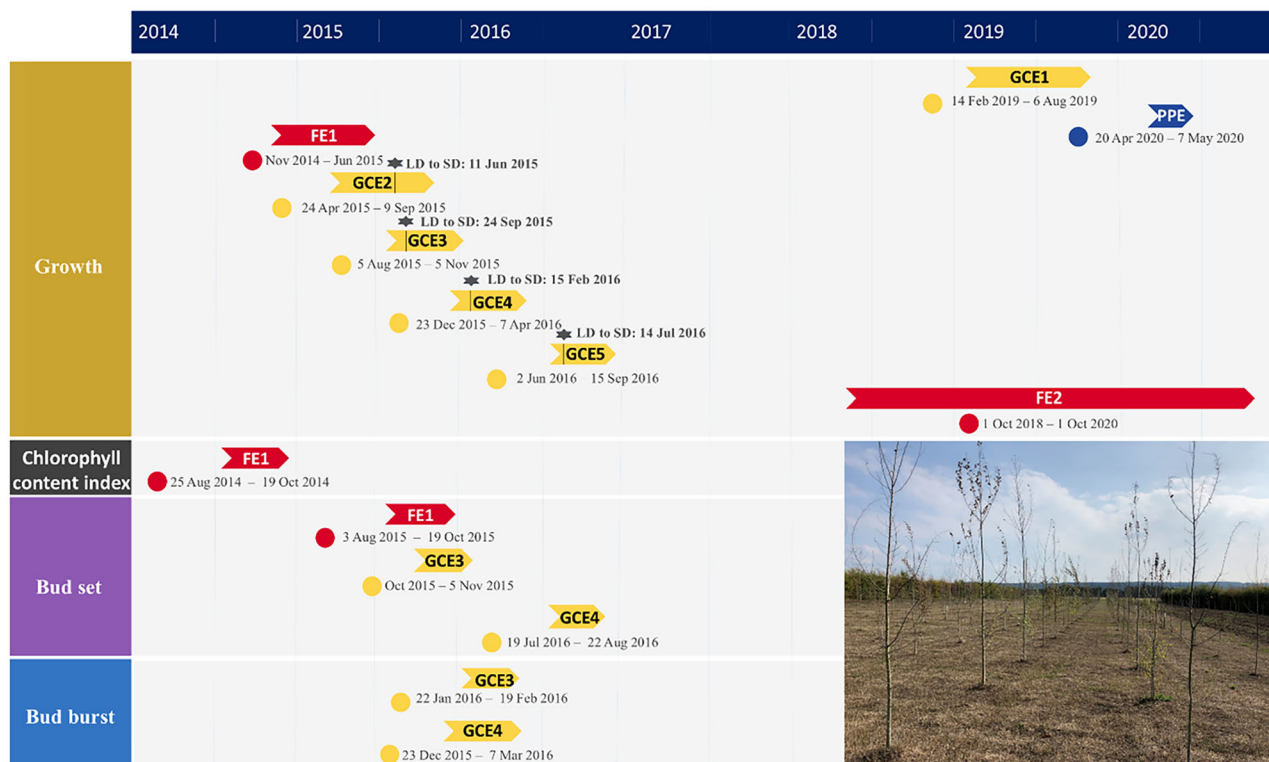 2014 2015 2016 2017 2018 2019 2020
Growth
GCE1
14 Feb 2019 – 6 Aug 2019
PPE
20 Apr 2020 – 7 May 2020
FE1
Nov 2014 – Jun 2015
LD to SD: 11 Jun 2015
GCE2
24 Apr 2015 – 9 Sep 2015
LD to SD: 24 Sep 2015
GCE3
5 Aug 2015 – 5 Nov 2015
LD to SD: 15 Feb 2016
GCE4
23 Dec 2015 – 7 Apr 2016
LD to SD: 14 Jul 2016
GCE5
2 Jun 2016 15 Sep 2016
FE2
1 Oct 2018 – 1 Oct 2020
Chlorophyll
content index
FE1
25 Aug 2014 – 19 Oct 2014
Bud set
FE1
3 Aug 2015 – 19 Oct 2015
GCE3
Oct 2015 – 5 Nov 2015
GCE4
19 Jul 2016 – 22 Aug 2016
Bud burst
GCE3
22 Jan 2016 – 19 Feb 2016
GCE4
23 Dec 2015 – 7 Mar 2016